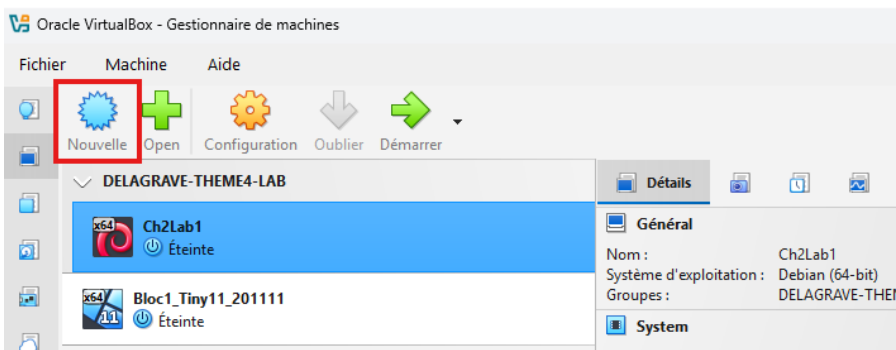 Oracle VirtualBox - Gestionnaire de machines
Fichier Machine Aide
Nouvelle Open Configuration Oublier Démarrer
DELAGRAVE-THEME4-LAB
Détails
x64 Ch2Lab1
Éteinte
Général
Nom : Ch2Lab1
Système d'exploitation : Debian (64-bit)
Groupes : DELAGRAVE-THEM
x64 11 Bloc1_Tiny11_201111
Éteinte
System